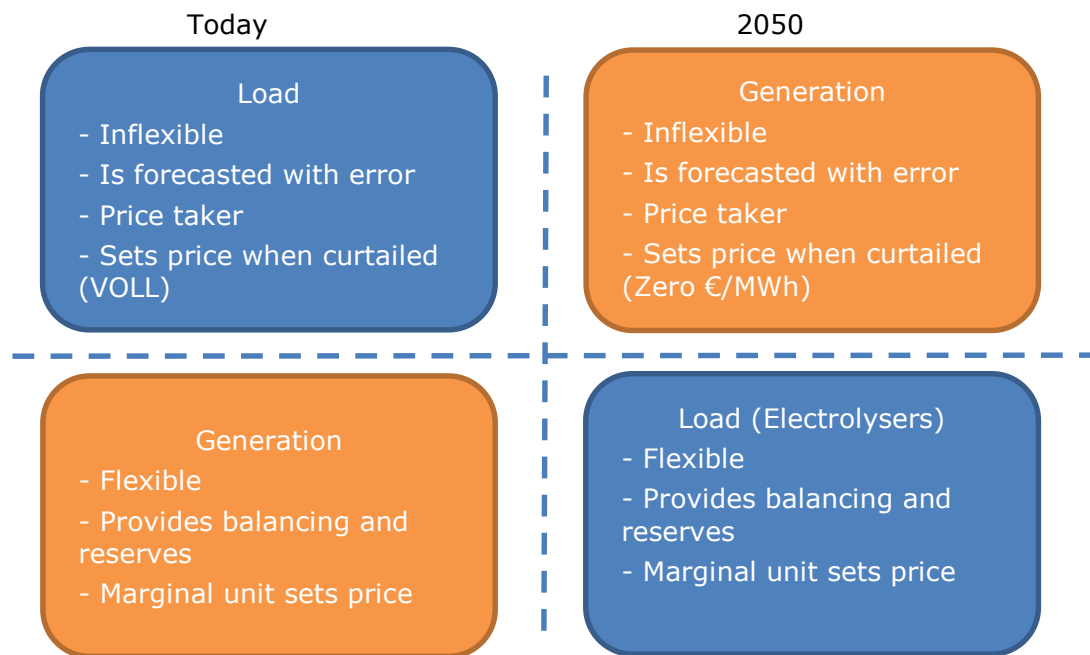 Today
Load
- Inflexible
- Is forecasted with error
- Price taker
- Sets price when curtailed
(VOLL)
2050
Generation
- Inflexible
- Is forecasted with error
- Price taker
- Sets price when curtailed
(Zero €/MWh)
Generation
- Flexible
- Provides balancing and
reserves
- Marginal unit sets price
Load (Electrolysers)
- Flexible
- Provides balancing and
reserves
- Marginal unit sets price